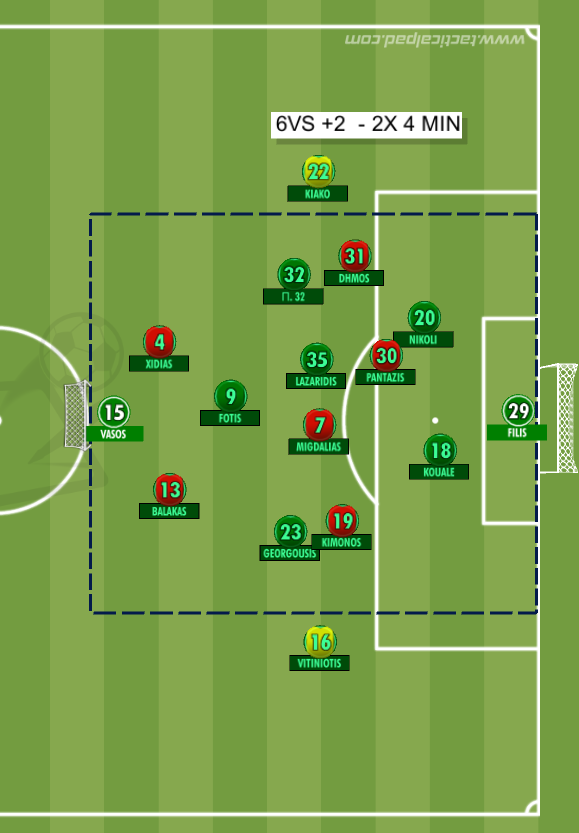 www.tacticalpad.com
6VS +2 - 2X 4 MIN
22
KIAKO
31
DHMOS
32
Π. 32
20
NIKOLI
4
XIDIAS
35
LAZARIDIS
30
PANTAZIS
9
FOTIS
15
VASOS
29
FILIS
7
MIGDALIAS
18
KOUALE
13
BALAKAS
19
KIMONOS
23
GEORGOUSIS
16
VITINIOTIS